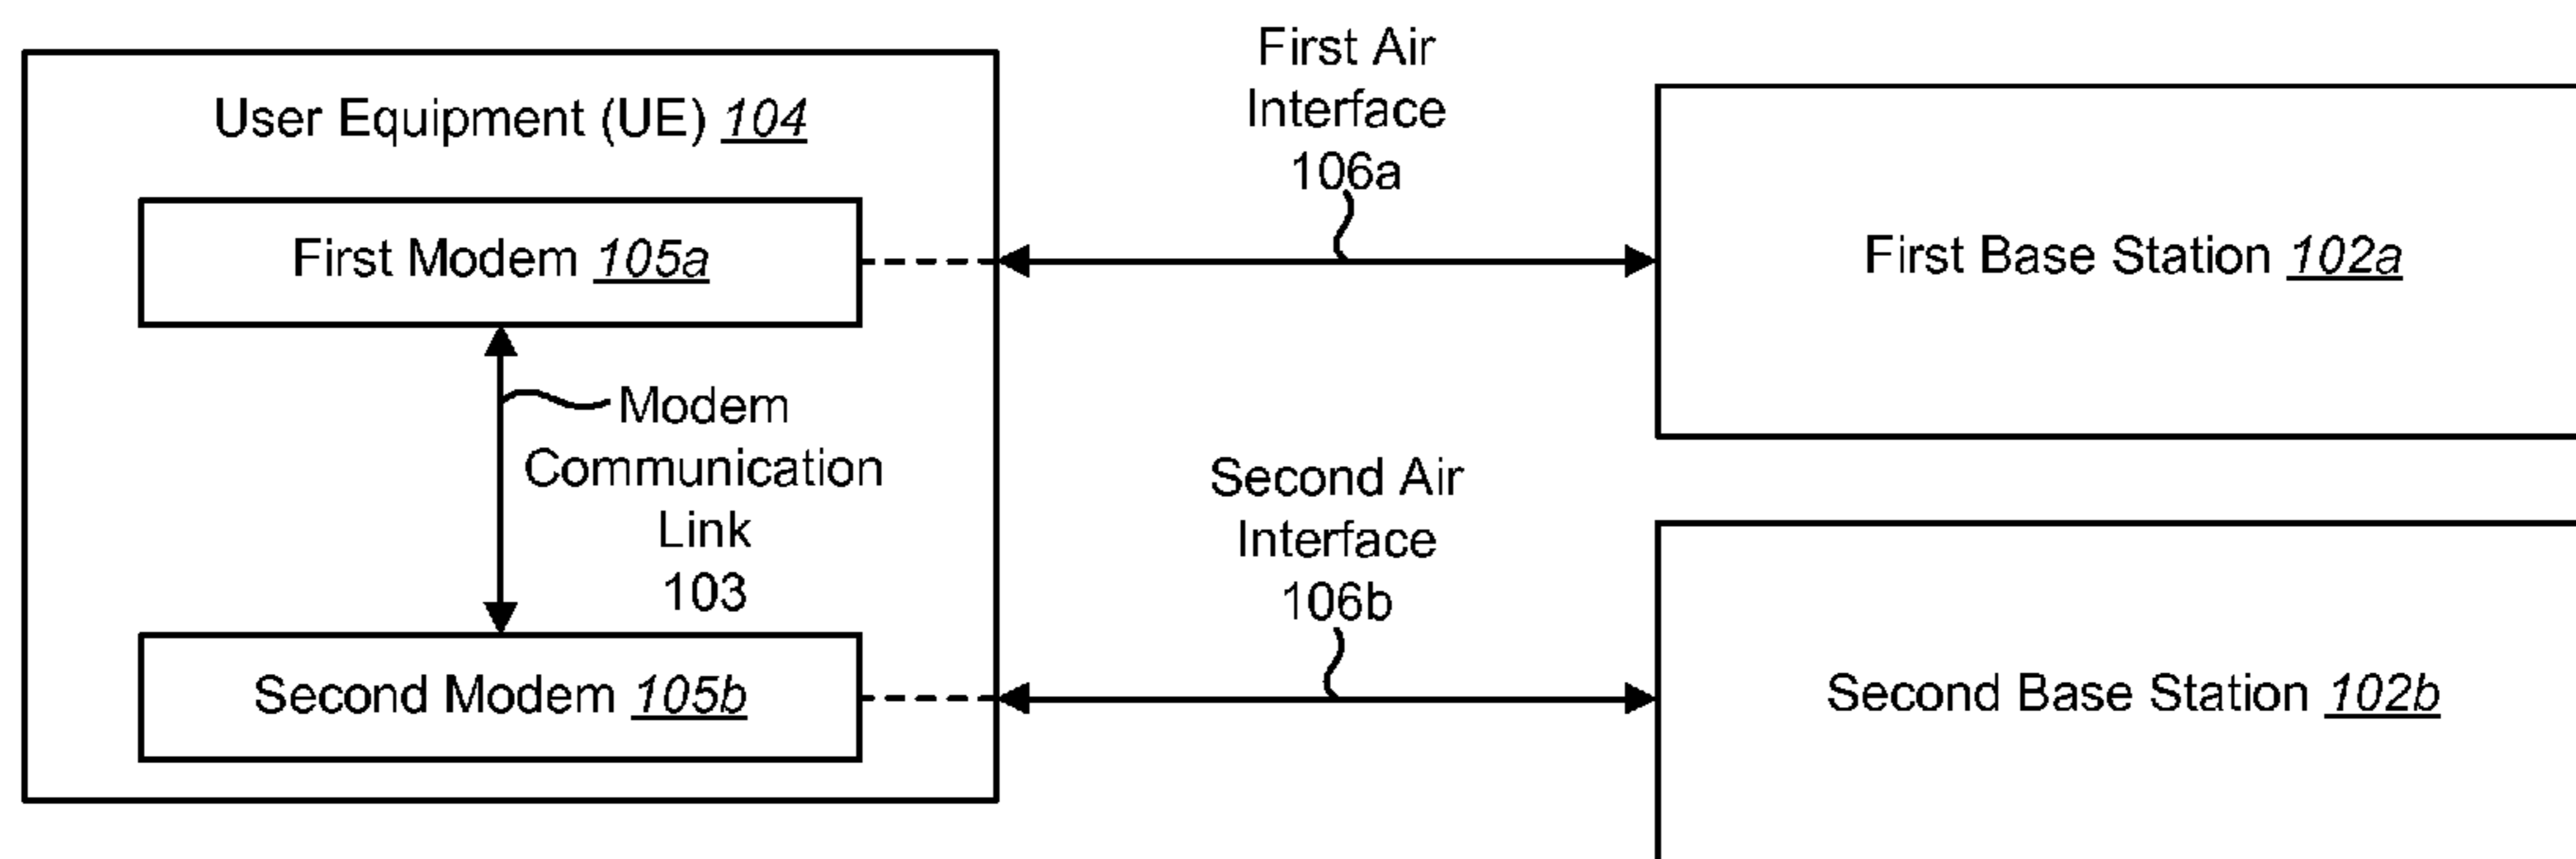 User Equipment (UE) 104
First Modem 105a
Modem
Communication
Link
103
Second Modem 105b
First Air
Interface
106a
Second Air
Interface
106b
First Base Station 102a
Second Base Station 102b